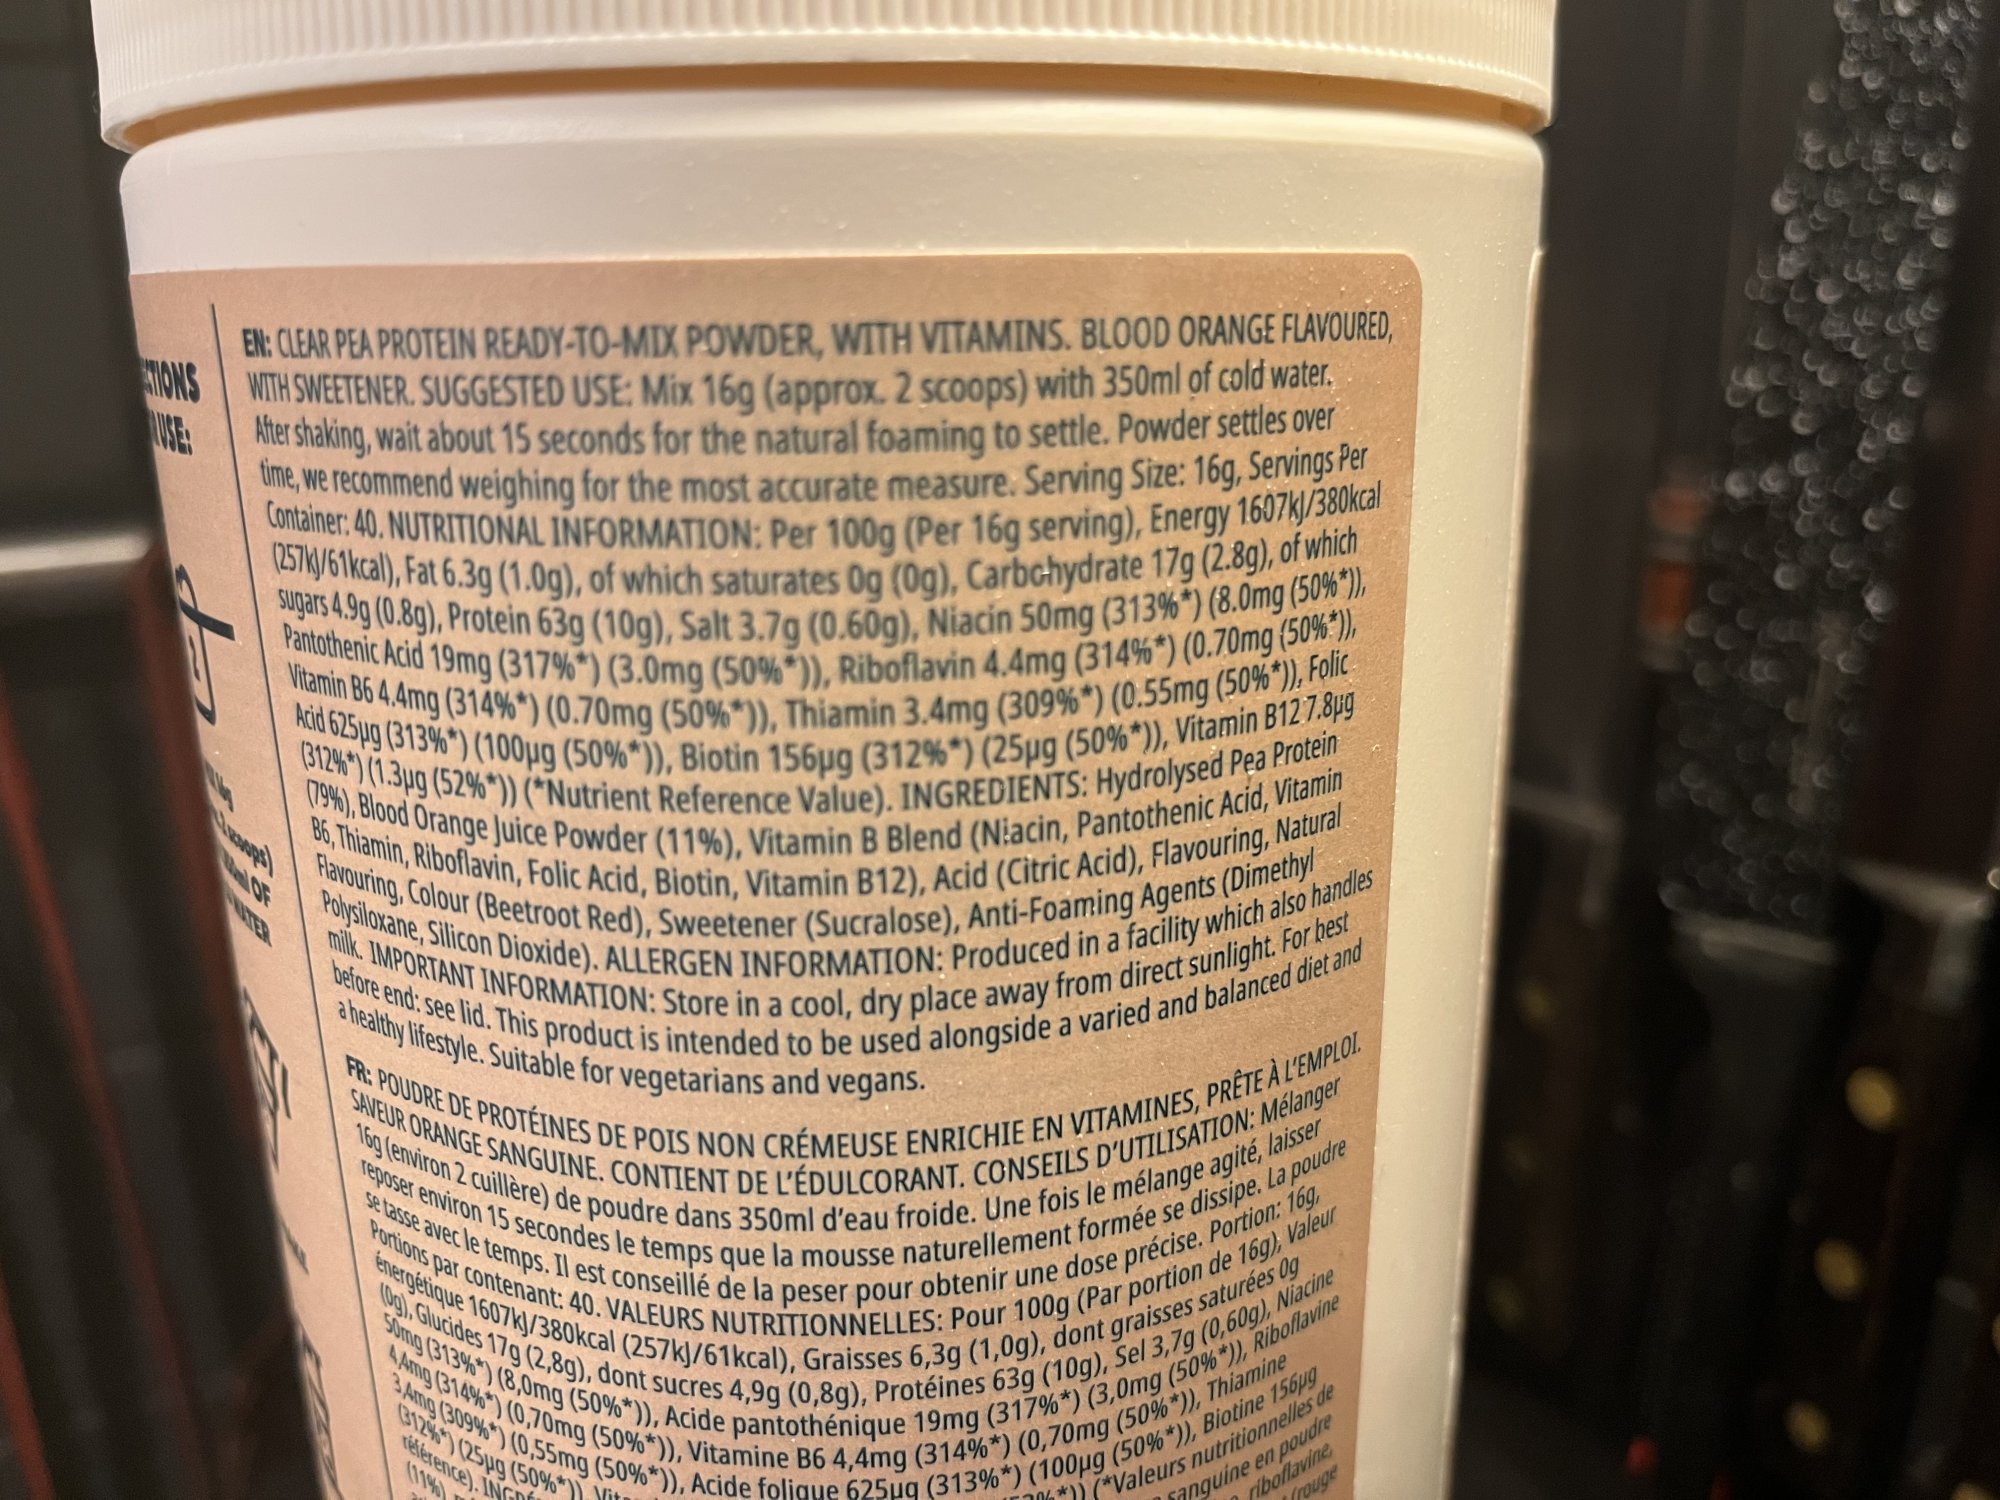 CTIONS
USE:
2
16g
2 scoops)
OF
WATER
EN: CLEAR PEA PROTEIN READY-TO-MIX POWDER, WITH VITAMINS. BLOOD ORANGE FLAVOURED,
WITH SWEETENER. SUGGESTED USE: Mix 16g (approx. 2 scoops) with 350ml of cold water.
After shaking, wait about 15 seconds for the natural foaming to settle. Powder settles over
time, we recommend weighing for the most accurate measure. Serving Size: 16g, Servings Per
Container: 40. NUTRITIONAL INFORMATION: Per 100g (Per 16g serving), Energy 1607kJ/380kcal
(257kJ/61kcal), Fat 6.3g (1.0g), of which saturates 0g (0g), Carbohydrate 17g (2.8g), of which
sugars 4.9g (0.8g), Protein 63g (10g), Salt 3.7g (0.60g), Niacin 50mg (313%*) (8.0mg (50%*)),
Pantothenic Acid 19mg (317%*) (3.0mg (50%*)), Riboflavin 4.4mg (314%*) (0.70mg (50%*)),
Vitamin B6 4.4mg (314%*) (0.70mg (50%*)), Thiamin 3.4mg (309%*) (0.55mg (50%*)), Folic
Acid 625µg (313%*) (100µg (50%*)), Biotin 156µg (312%*) (25µg (50%*)), Vitamin B12 7.8µg
(312%*) (1.3µg (52%*)) (*Nutrient Reference Value). INGREDIENTS: Hydrolysed Pea Protein
(79%), Blood Orange Juice Powder (11%), Vitamin B Blend (Niacin, Pantothenic Acid, Vitamin
B6, Thiamin, Riboflavin, Folic Acid, Biotin, Vitamin B12), Acid (Citric Acid), Flavouring, Natural
Flavouring, Colour (Beetroot Red), Sweetener (Sucralose), Anti-Foaming Agents (Dimethyl
Polysiloxane, Silicon Dioxide). ALLERGEN INFORMATION: Produced in a facility which also handles
milk. IMPORTANT INFORMATION: Store in a cool, dry place away from direct sunlight. For best
before end: see lid. This product is intended to be used alongside a varied and balanced diet and
a healthy lifestyle. Suitable for vegetarians and vegans.
FR: POUDRE DE PROTÉINES DE POIS NON CRÉMEUSE ENRICHIE EN VITAMINES, PRÊTE À L'EMPLOI.
SAVEUR ORANGE SANGUINE. CONTIENT DE L'ÉDULCORANT. CONSEILS D'UTILISATION: Mélanger
16g (environ 2 cuillère) de poudre dans 350ml d'eau froide. Une fois le mélange agité, laisser
reposer environ 15 secondes le temps que la mousse naturellement formée se dissipe. La poudre
se tasse avec le temps. Il est conseillé de la peser pour obtenir une dose précise. Portion: 16g,
Portions par contenant: 40. VALEURS NUTRITIONNELLES: Pour 100g (Par portion de 16g), Valeur
énergétique 1607kJ/380kcal (257kJ/61kcal), Graisses 6,3g (1,0g), dont graisses saturées 0g
(0g), Glucides 17g (2,8g), dont sucres 4,9g (0,8g), Protéines 63g (10g), Sel 3,7g (0,60g), Niacine
50mg (313%*) (8,0mg (50%*)), Acide pantothénique 19mg (317%*) (3,0mg (50%*)), Riboflavine
4,4mg (314%*) (0,70mg (50%*)), Vitamine B6 4,4mg (314%*) (0,70mg (50%*)), Thiamine
3,4mg (309%*) (0,55mg (50%*)), Acide folique 625µg (313%*) (100µg (50%*)), Biotine 156µg
(312%*) (25µg (50%*)), (*Valeurs nutritionnelles de
référence). sanguine en poudre
(11%), riboflavine,
(rouge